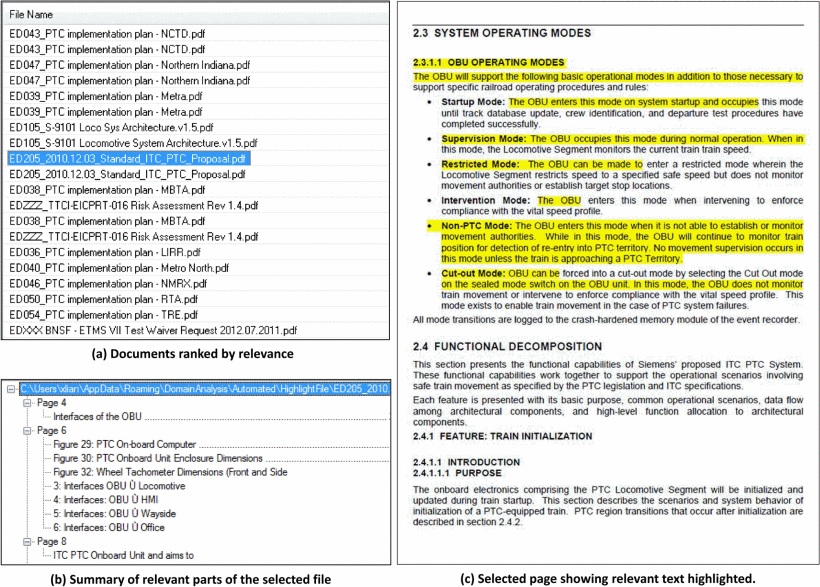 File Name
ED043_PTC implementation plan - NCTD.pdf
ED043_PTC implementation plan - NCTD.pdf
ED047_PTC implementation plan - Northern Indiana.pdf
ED047_PTC implementation plan - Northern Indiana.pdf
ED039_PTC implementation plan - Metra.pdf
ED039_PTC implementation plan - Metra.pdf
ED105_S-9101 Loco Sys Architecture.v1.5.pdf
ED105_S-9101 Locomotive System Architecture.v1.5.pdf
ED205_2010.12.03_Standard_ITC_PTC_Proposal.pdf
ED205_2010.12.03_Standard_ITC_PTC_Proposal.pdf
ED038_PTC implementation plan - MBTA.pdf
EDZZZ_TTCI-EICPRT-016 Risk Assessment Rev 1.4.pdf
ED038_PTC implementation plan - MBTA.pdf
EDZZZ_TTCI-EICPRT-016 Risk Assessment Rev 1.4.pdf
ED036_PTC implementation plan - LIRR.pdf
ED040_PTC implementation plan - Metro North.pdf
ED046_PTC implementation plan - NMRX.pdf
ED050_PTC implementation plan - RTA.pdf
ED054_PTC implementation plan - TRE.pdf
EDXXX BNSF - ETMS VII Test Waiver Request 2012.07.2011.pdf
(a) Documents ranked by relevance
C:\Users\xlian\AppData\Roaming\DomainAnalysis\Automated\HighlightFile\ED205_2010.
Page 4
Interfaces of the OBU
Page 6
Figure 29: PTC On-board Computer
Figure 30: PTC Onboard Unit Enclosure Dimensions
Figure 32: Wheel Tachometer Dimensions (Front and Side
3: Interfaces OBU Ù Locomotive
4: Interfaces: OBU Ù HMI
5: Interfaces: OBU Ù Wayside
6: Interfaces: OBU Ù Office
Page 8
ITC PTC Onboard Unit and aims to
(b) Summary of relevant parts of the selected file
2.3 SYSTEM OPERATING MODES
2.3.1.1 OBU OPERATING MODES
The OBU will support the following basic operational modes in addition to those necessary to
support specific railroad operating procedures and rules:
• Startup Mode: The OBU enters this mode on system startup and occupies this mode
until track database update, crew identification, and departure test procedures have
completed successfully.
• Supervision Mode: The OBU occupies this mode during normal operation. When in
this mode, the Locomotive Segment monitors the current train train speed.
• Restricted Mode: The OBU can be made to enter a restricted mode wherein the
Locomotive Segment restricts speed to a specified safe speed but does not monitor
movement authorities or establish target stop locations.
• Intervention Mode: The OBU enters this mode when intervening to enforce
compliance with the vital speed profile.
• Non-PTC Mode: The OBU enters this mode when it is not able to establish or monitor
movement authorities. While in this mode, the OBU will continue to monitor train
position for detection of re-entry into PTC territory. No movement supervision occurs in
this mode unless the train is approaching a PTC Territory.
• Cut-out Mode: OBU can be forced into a cut-out mode by selecting the Cut Out mode
on the sealed mode switch on the OBU unit. In this mode, the OBU does not monitor
train movement or intervene to enforce compliance with the vital speed profile. This
mode exists to enable train movement in the case of PTC system failures.
All mode transitions are logged to the crash-hardened memory module of the event recorder.
2.4 FUNCTIONAL DECOMPOSITION
This section presents the functional capabilities of Siemens' proposed ITC PTC System.
These functional capabilities work together to support the operational scenarios involving
safe train movement as specified by the PTC legislation and ITC specifications.
Each feature is presented with its basic purpose, common operational scenarios, data flow
among architectural components, and high-level function allocation to architectural
components.
2.4.1 FEATURE: TRAIN INITIALIZATION
2.4.1.1 INTRODUCTION
2.4.1.1.1 PURPOSE
The onboard electronics comprising the PTC Locomotive Segment will be initialized and
updated during train startup. This section describes the scenarios and system behavior of
initialization of a PTC-equipped train. PTC region transitions that occur after initialization are
described in section 2.4.2.
(c) Selected page showing relevant text highlighted.